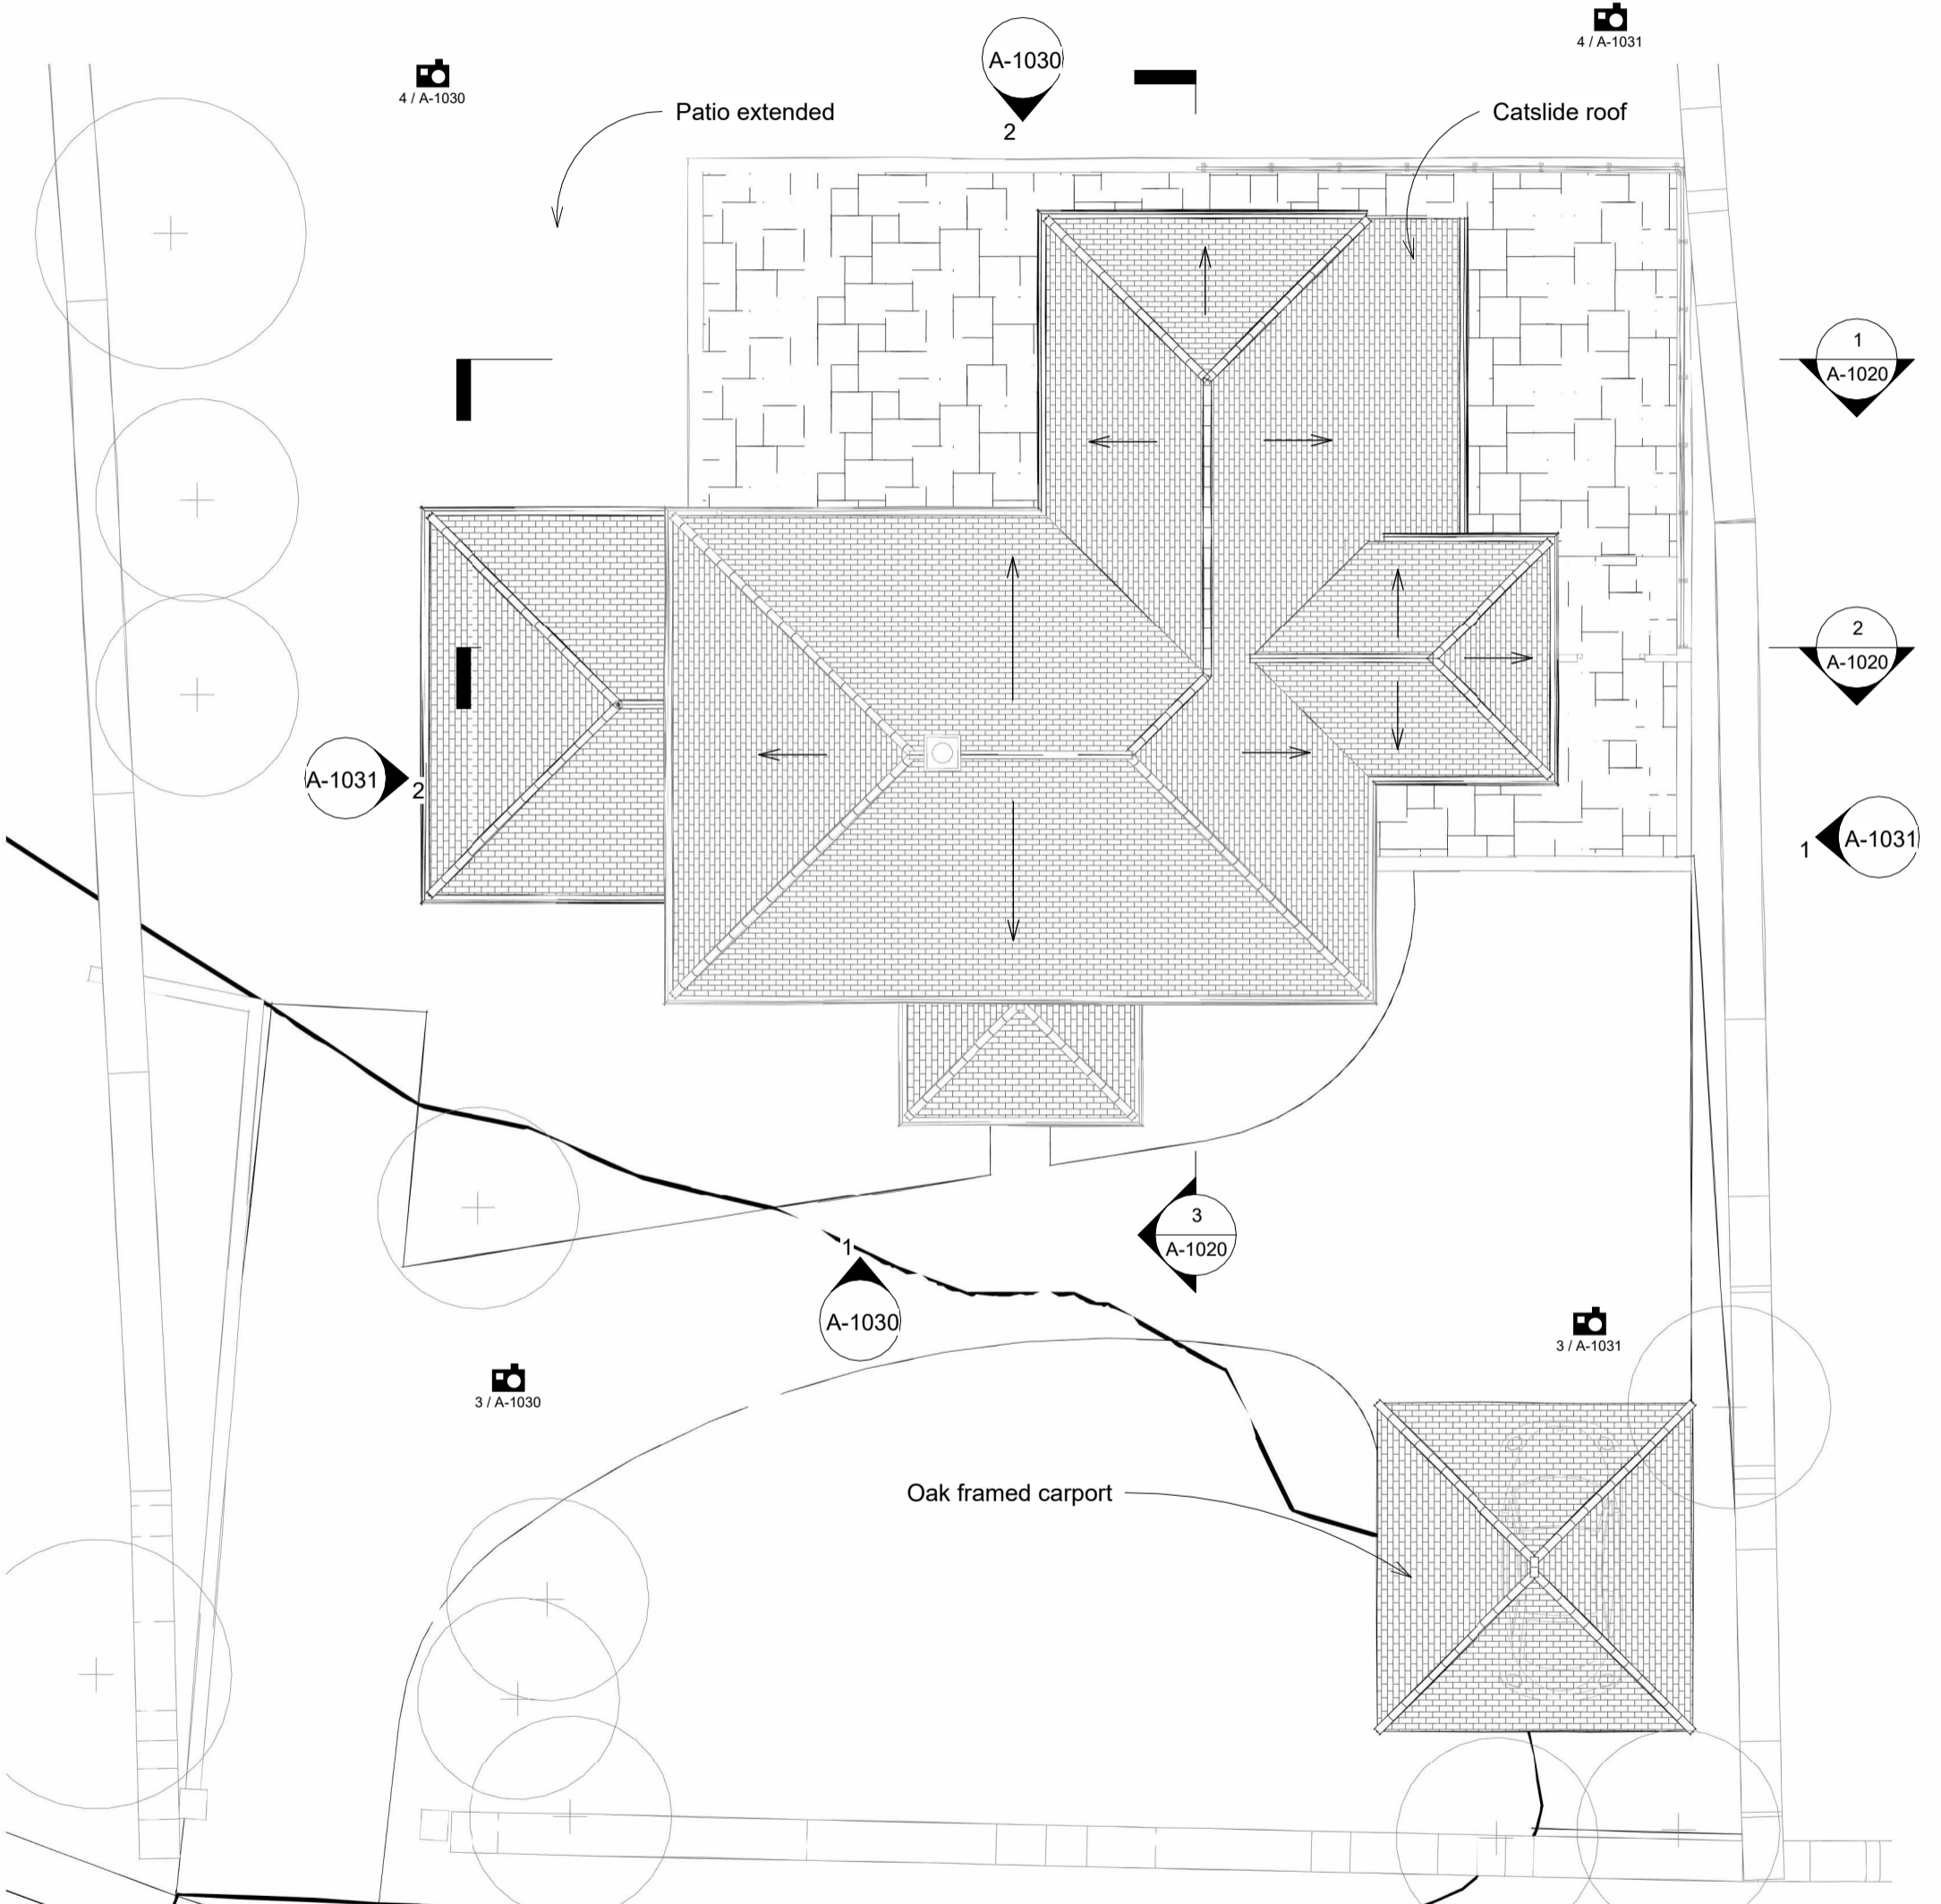 4 / A-1031
A-1030
2
4 / A-1030
Patio extended
Catslide roof
1
A-1020
2
A-1020
A-1031
2
1
A-1031
3
A-1020
1
A-1030
3 / A-1031
3 / A-1030
Oak framed carport